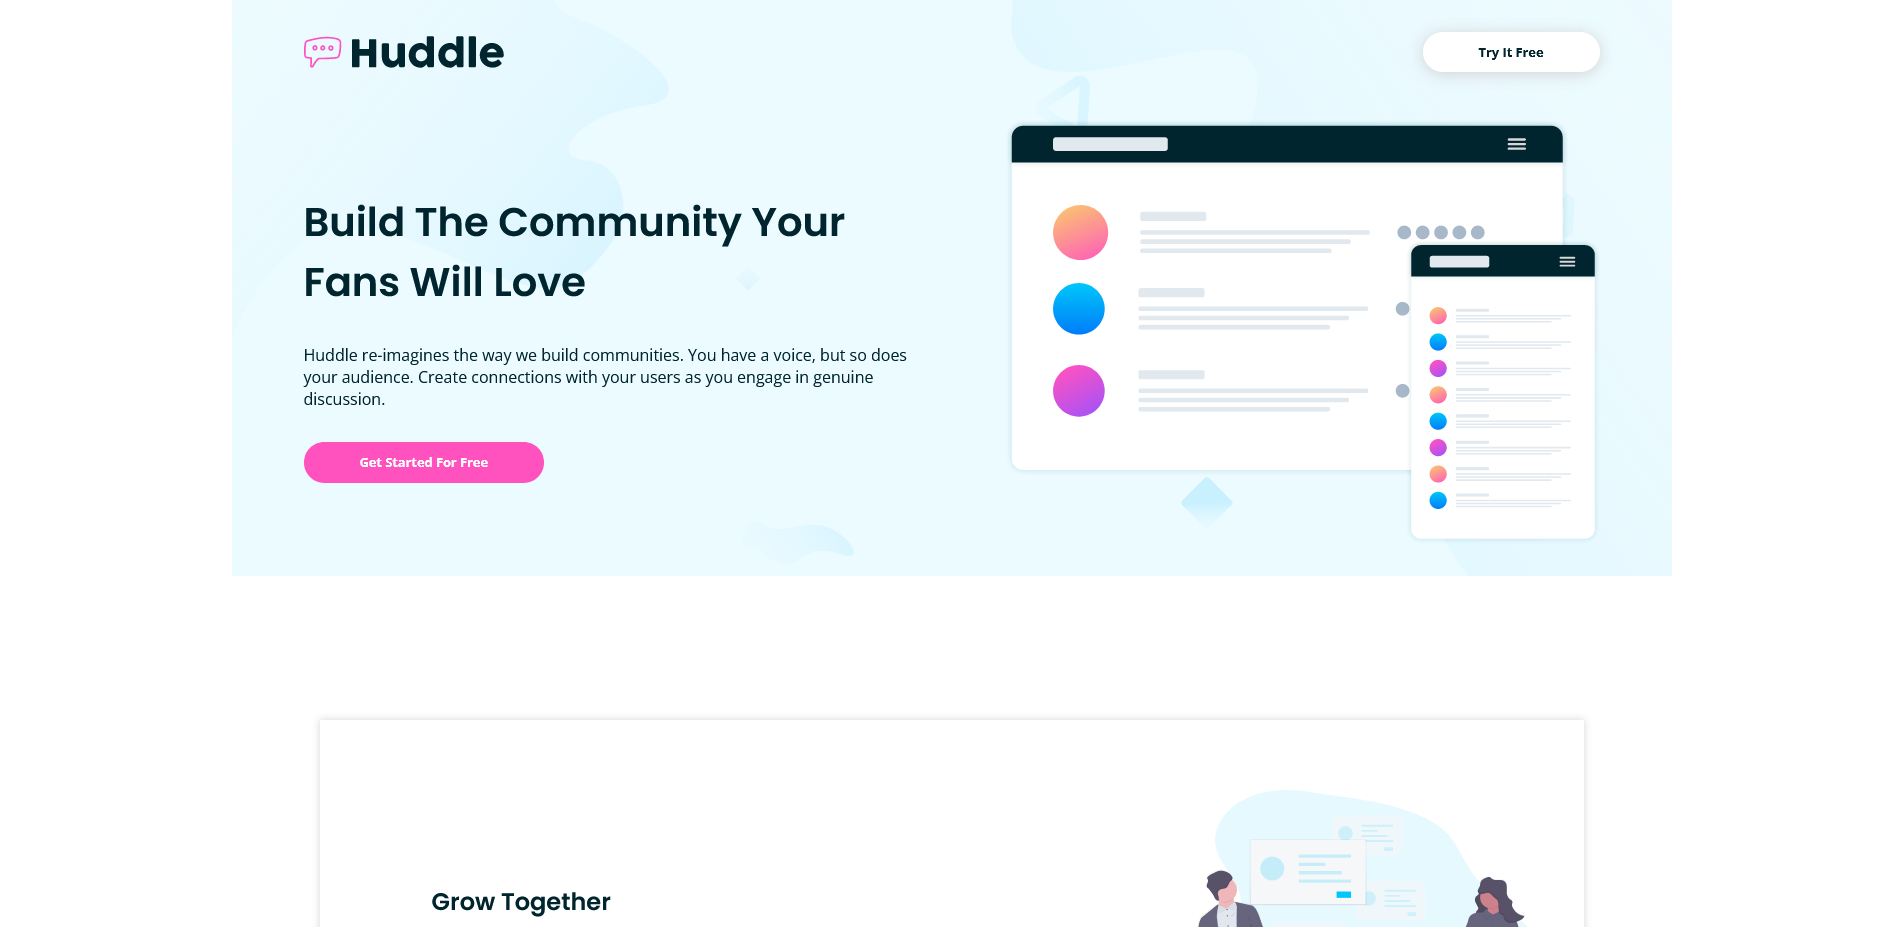 Huddle
Try It Free
Build The Community Your
Fans Will Love
Huddle re-imagines the way we build communities. You have a voice, but so does
your audience. Create connections with your users as you engage in genuine
discussion.
Get Started For Free
Grow Together